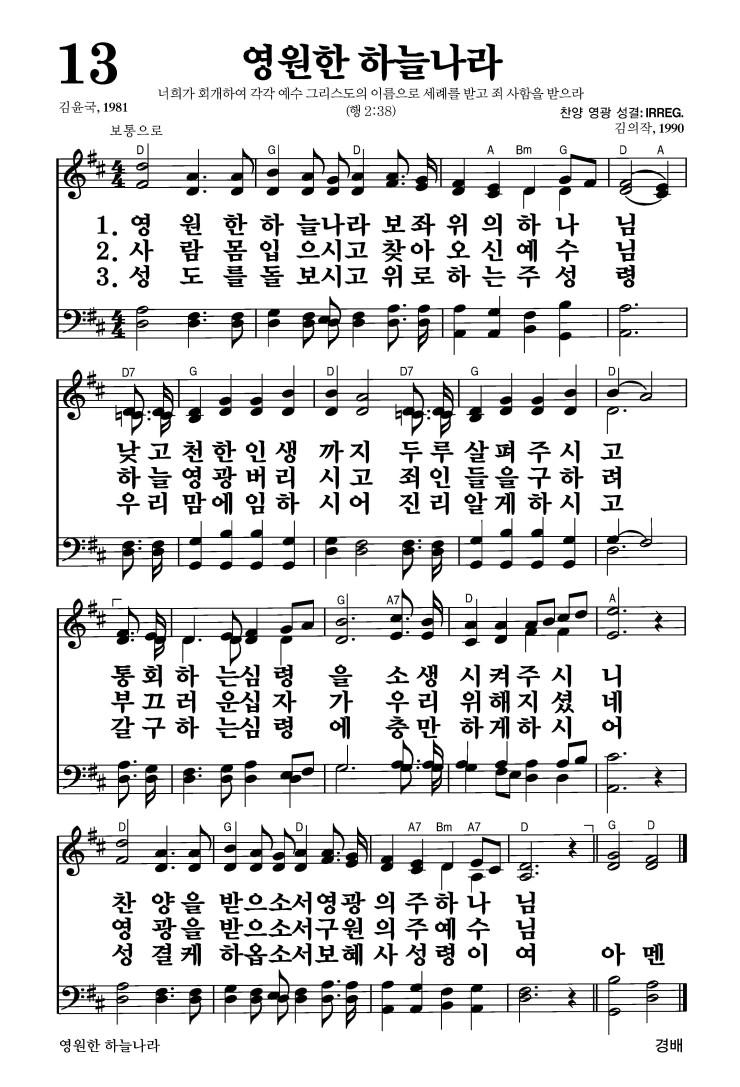 13
영원한 하늘나라
너희가 회개하여 각각 예수 그리스도의 이름으로 세례를 받고 죄 사함을 받으라
(행 2:38)
김윤국, 1981
찬양 영광 성결: IRREG.
김의작, 1990
보통으로
D G D A Bm G D A
1. 영 원 한 하 늘나라 보좌 위 의 하 나 님
2. 사 람 몸 입 으시고 찾아 오 신 예 수 님
3. 성 도 를 돌 보시고 위로 하 는 주 성 령
D7 G D D7 G D
낮 고 천 한 인 생 까 지 두 루 살 펴 주 시 고
하 늘 영 광 버 리 시 고 죄 인 들 을 구 하 려
우 리 맘 에 임 하 시 어 진 리 알 게 하 시 고
G A7 D A
통 회 하 는심 령 을 소 생 시 켜 주 시 니
부 끄 러 운십 자 가 우 리 위 해 지 셨 네
갈 구 하 는심 령 에 충 만 하 게 하 시 어
D G D A7 Bm A7 D G D
찬 양 을 받으소서영광 의 주 하 나 님
영 광 을 받으소서구원 의 주 예 수 님
성 결 케 하옵소서보혜 사 성 령 이 여 아 멘
영원한 하늘나라
경배